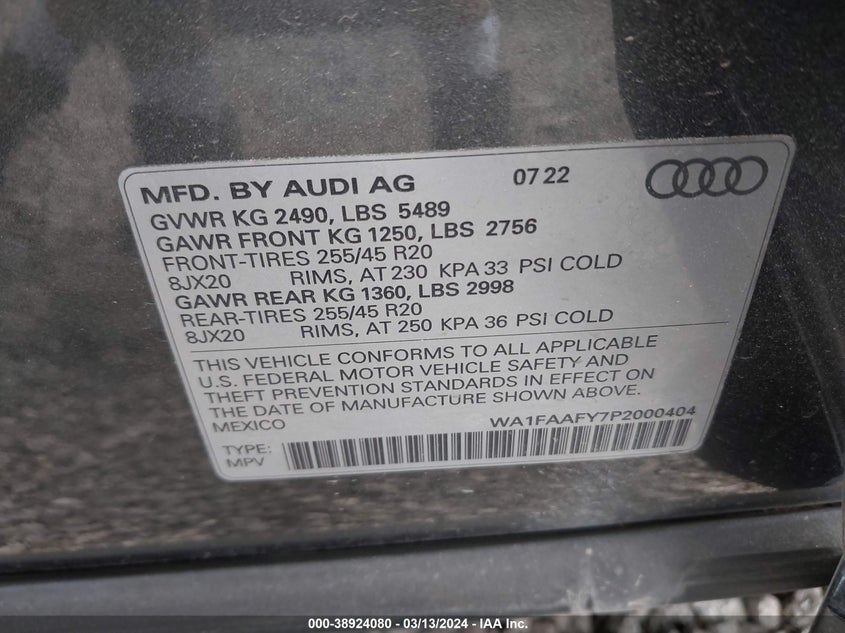 MFD. BY AUDI AG 07 22
GVWR KG 2490, LBS 5489
GAWR FRONT KG 1250, LBS 2756
FRONT-TIRES 255/45 R20
8JX20 RIMS, AT 230 KPA 33 PSI COLD
GAWR REAR KG 1360, LBS 2998
REAR-TIRES 255/45 R20
8JX20 RIMS, AT 250 KPA 36 PSI COLD
THIS VEHICLE CONFORMS TO ALL APPLICABLE
U.S. FEDERAL MOTOR VEHICLE SAFETY AND
THEFT PREVENTION STANDARDS IN EFFECT ON
THE DATE OF MANUFACTURE SHOWN ABOVE.
MEXICO WA1FAAFY7P2000404
TYPE:
MPV
000-38924080 - 03/13/2024 - IAA Inc.